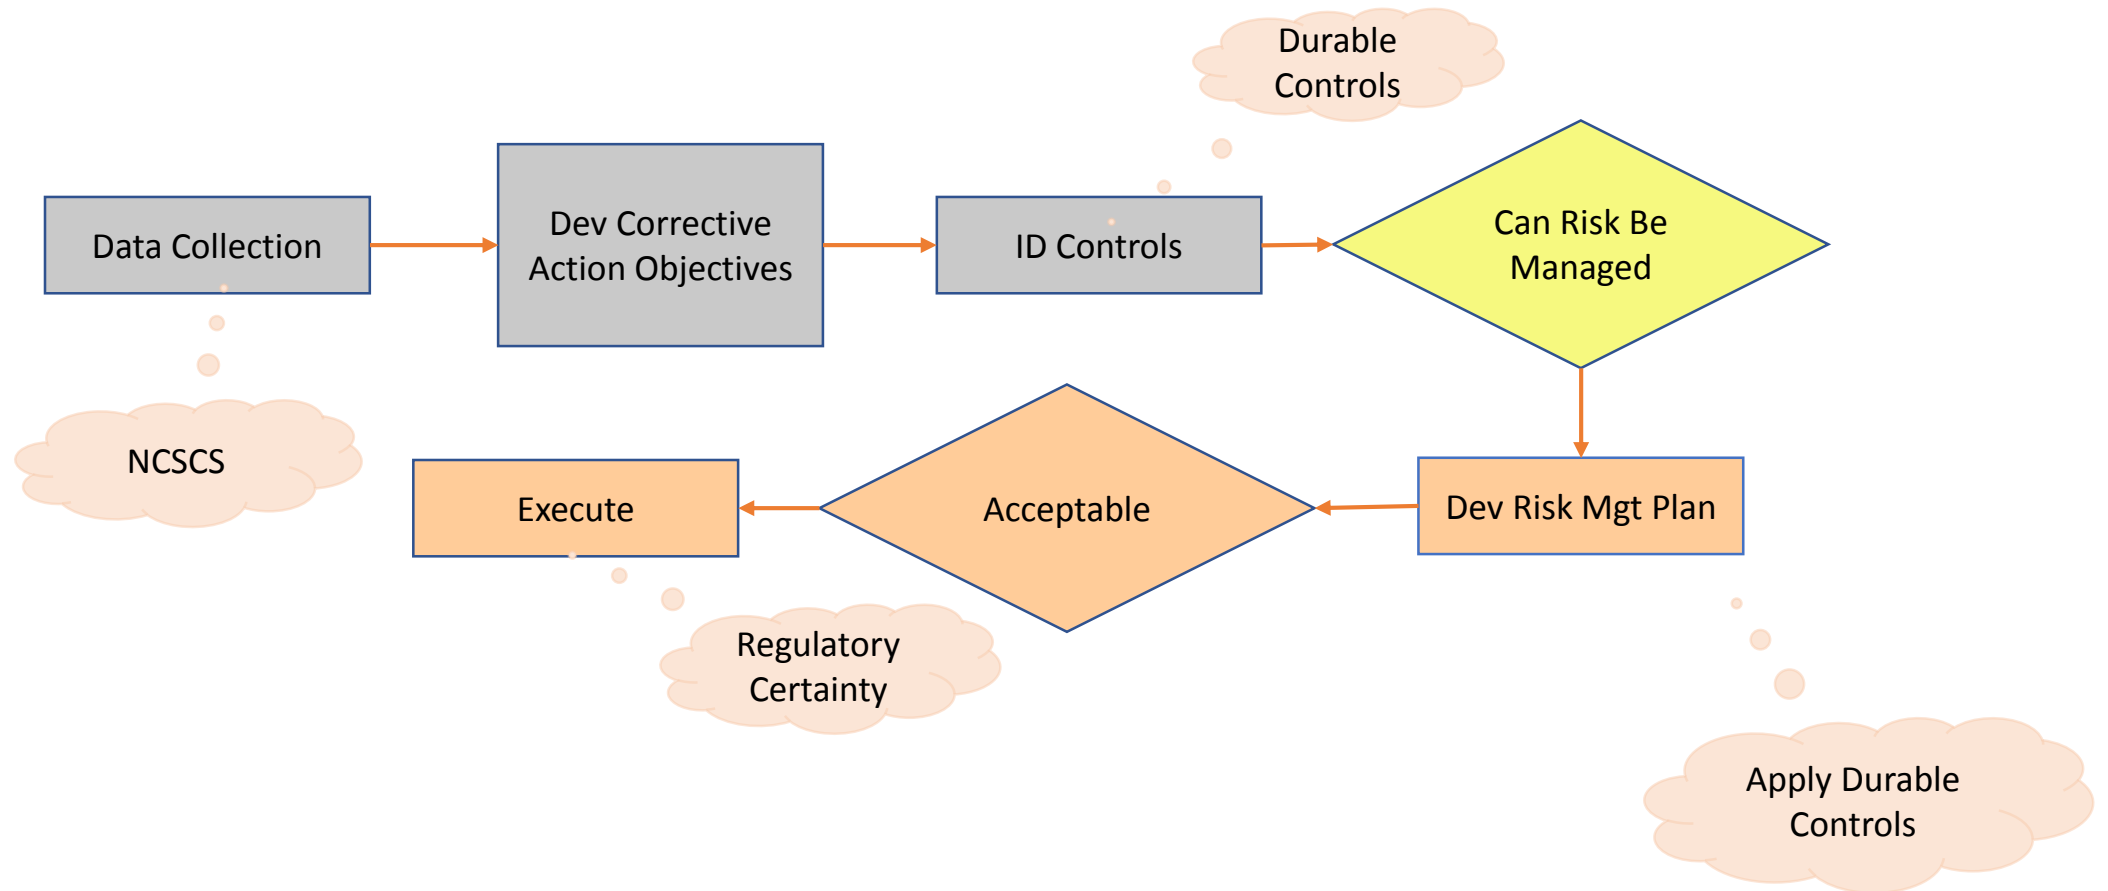 Durable
Controls
Data Collection
Dev Corrective
Action Objectives
ID Controls
Can Risk Be
Managed
NCSCS
Execute
Acceptable
Dev Risk Mgt Plan
Regulatory
Certainty
Apply Durable
Controls